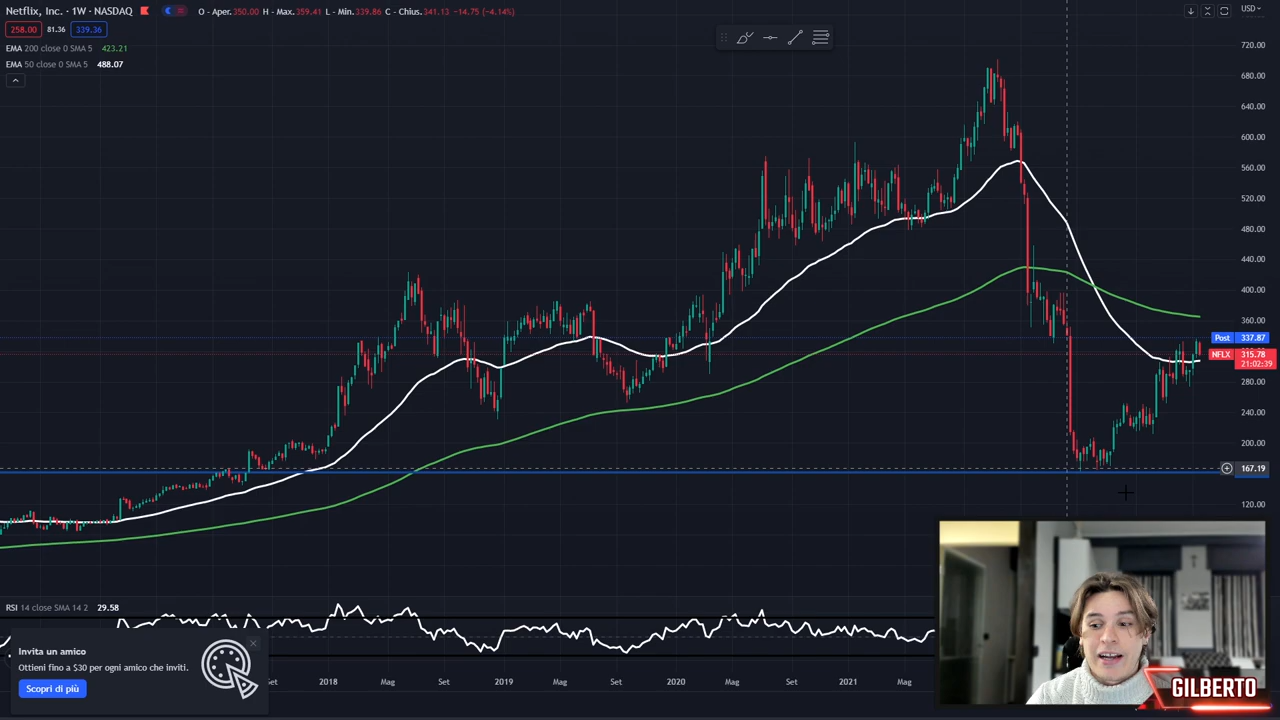 Netflix, Inc. · 1W · NASDAQ O - Aper.350.00 H - Max.359.41 L - Min.339.86 C - Chius.341.13 −14.75 (−4.14%)
USD
258.00 81.36 339.36
EMA 200 close 0 SMA 5 423.21
EMA 50 close 0 SMA 5 488.07
720.00
680.00
640.00
600.00
560.00
520.00
480.00
440.00
400.00
360.00
Post 337.87
NFLX 315.78
21:02:39
280.00
240.00
200.00
167.19
120.00
RSI 14 close SMA 14 2 29.58
Invita un amico
Ottieni fino a $30 per ogni amico che inviti.
Scopri di più
Set 2018 Mag Set 2019 Mag Set 2020 Mag Set 2021 Mag
GILBERTO